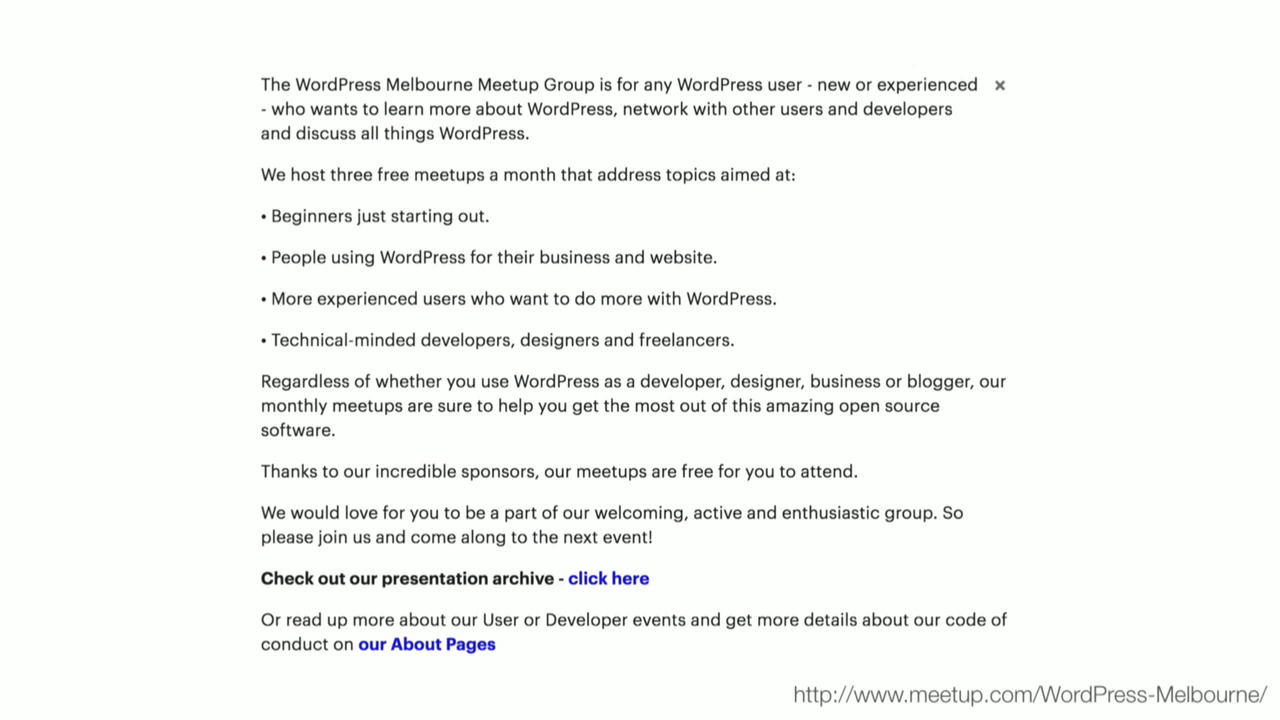 The WordPress Melbourne Meetup Group is for any WordPress user - new or experienced ×
- who wants to learn more about WordPress, network with other users and developers
and discuss all things WordPress.
We host three free meetups a month that address topics aimed at:
• Beginners just starting out.
• People using WordPress for their business and website.
• More experienced users who want to do more with WordPress.
• Technical-minded developers, designers and freelancers.
Regardless of whether you use WordPress as a developer, designer, business or blogger, our
monthly meetups are sure to help you get the most out of this amazing open source
software.
Thanks to our incredible sponsors, our meetups are free for you to attend.
We would love for you to be a part of our welcoming, active and enthusiastic group. So
please join us and come along to the next event!
Check out our presentation archive - click here
Or read up more about our User or Developer events and get more details about our code of
conduct on our About Pages
http://www.meetup.com/WordPress-Melbourne/